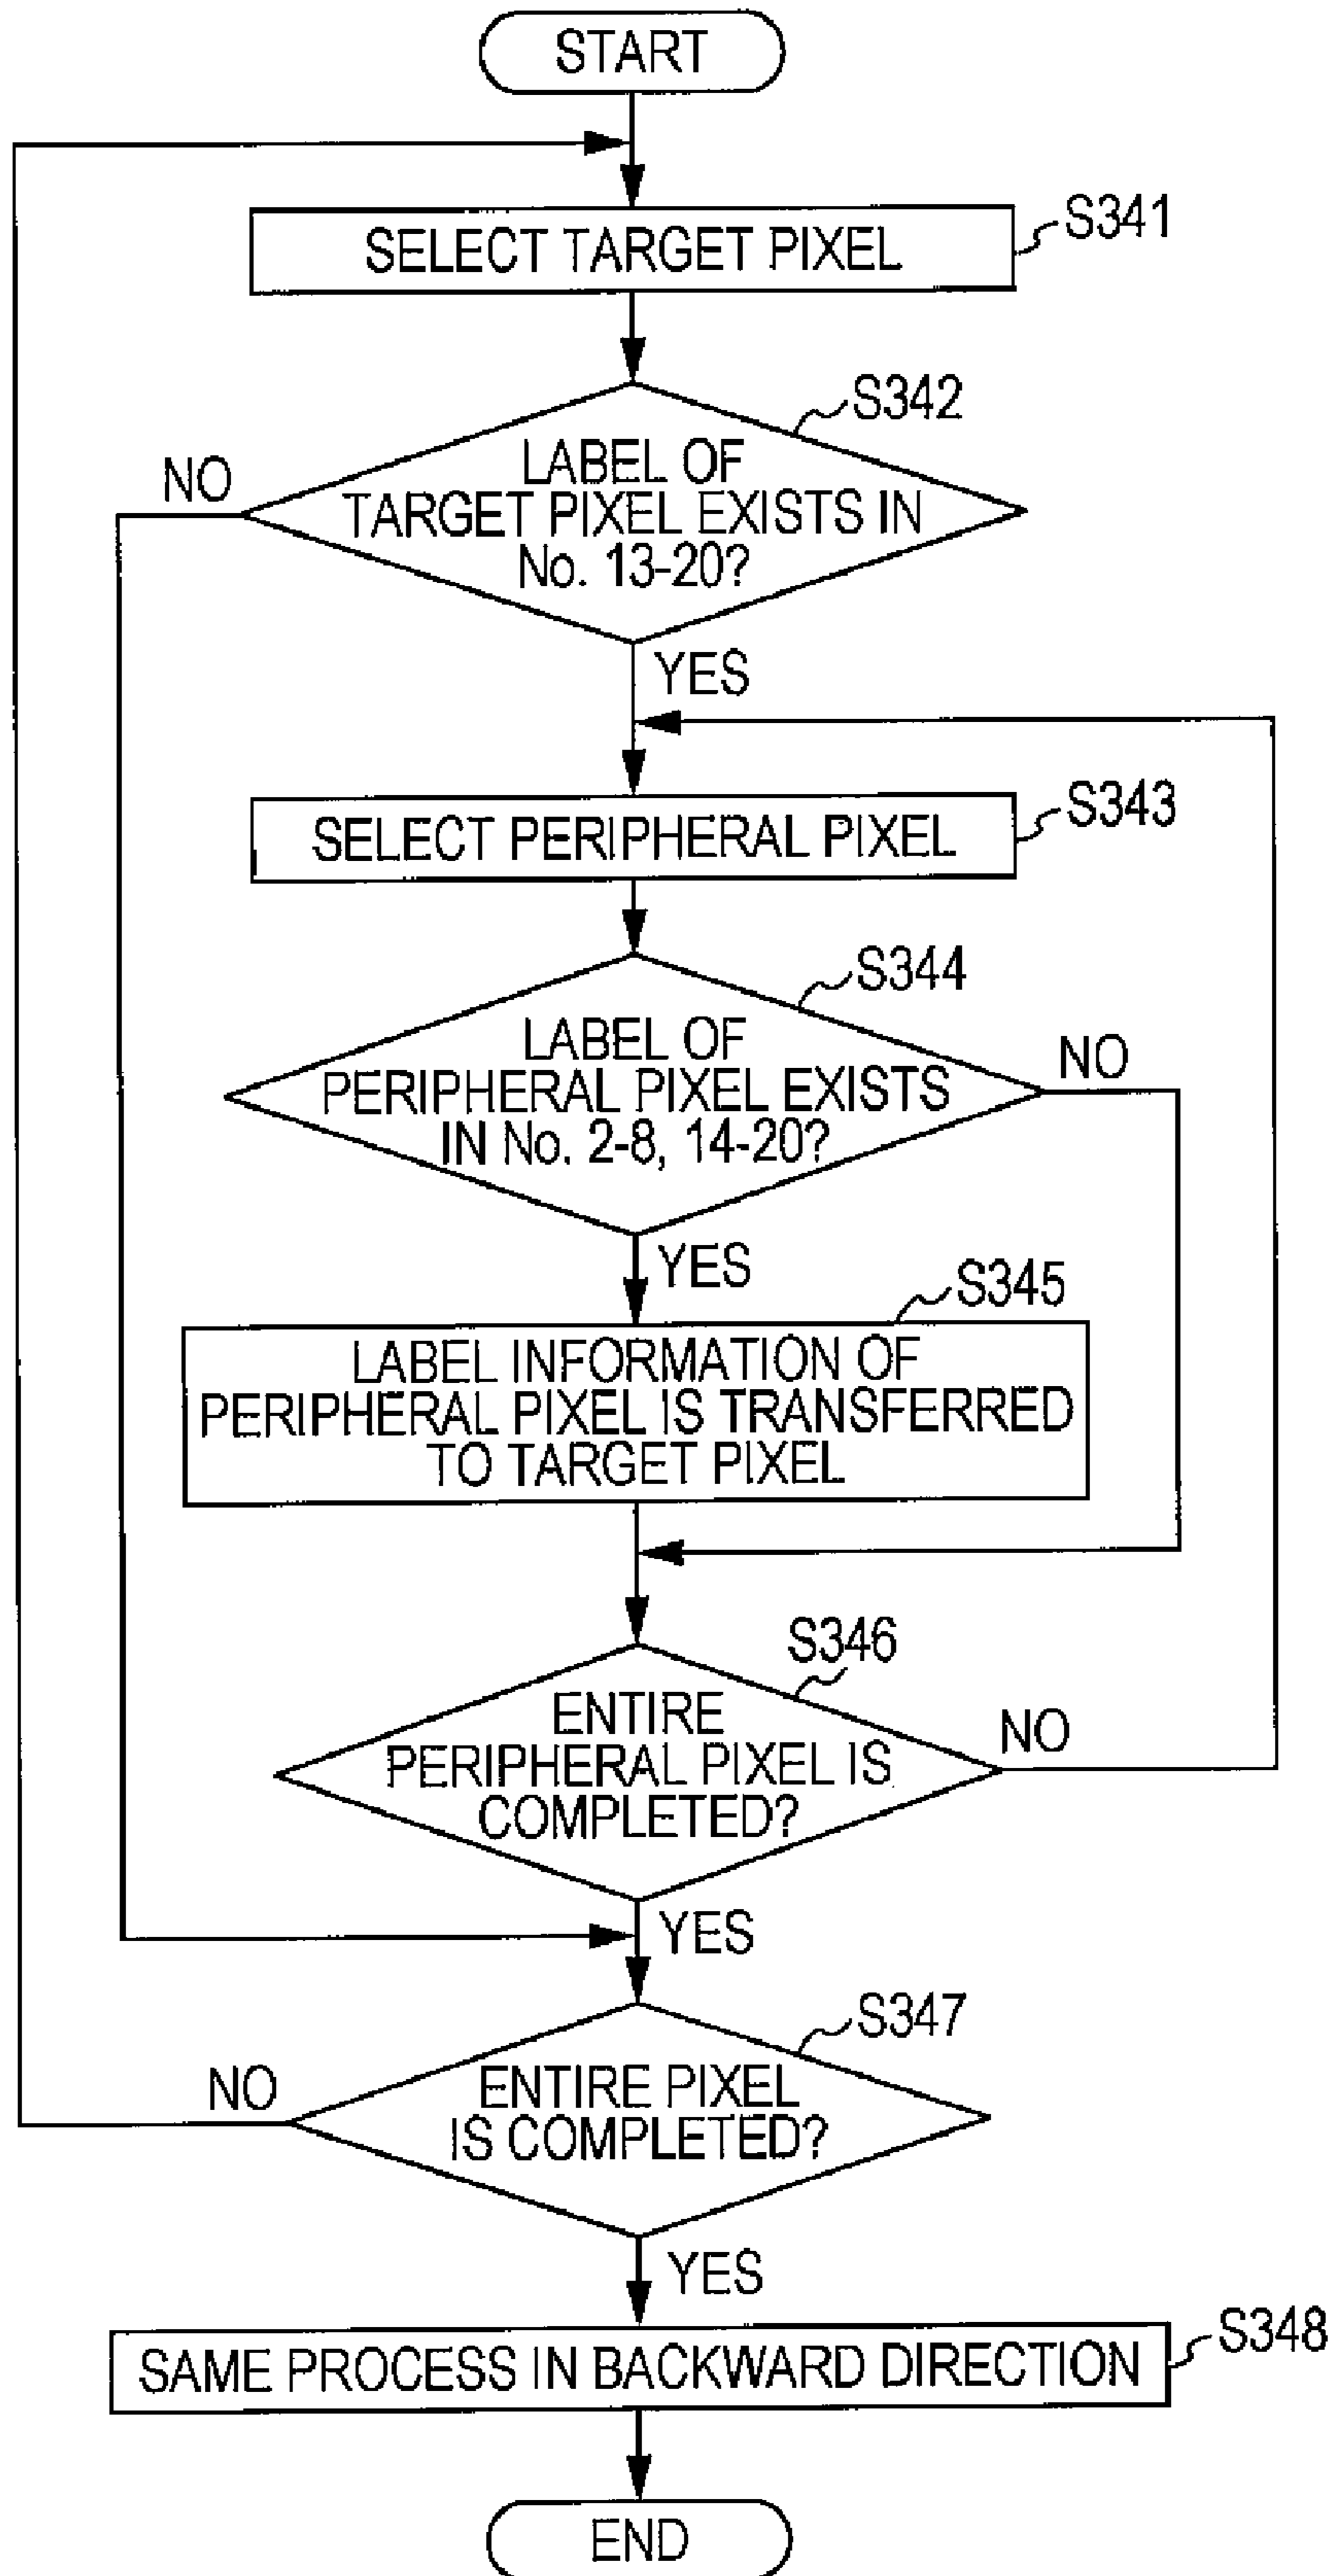 START
SELECT TARGET PIXEL
S341
S342
LABEL OF
TARGET PIXEL EXISTS IN
No. 13-20?
NO
YES
SELECT PERIPHERAL PIXEL
S343
S344
LABEL OF
PERIPHERAL PIXEL EXISTS
IN No. 2-8, 14-20?
NO
YES
S345
LABEL INFORMATION OF
PERIPHERAL PIXEL IS TRANSFERRED
TO TARGET PIXEL
S346
ENTIRE
PERIPHERAL PIXEL IS
COMPLETED?
NO
YES
S347
ENTIRE PIXEL
IS COMPLETED?
NO
YES
SAME PROCESS IN BACKWARD DIRECTION
S348
END